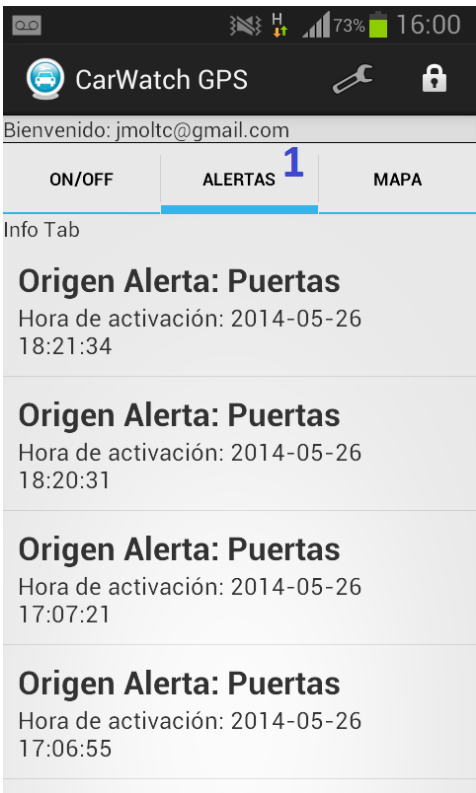 H 73% 16:00
CarWatch GPS
Bienvenido: jmoltc@gmail.com
ON/OFF ALERTAS 1 MAPA
Info Tab
Origen Alerta: Puertas
Hora de activación: 2014-05-26
18:21:34
Origen Alerta: Puertas
Hora de activación: 2014-05-26
18:20:31
Origen Alerta: Puertas
Hora de activación: 2014-05-26
17:07:21
Origen Alerta: Puertas
Hora de activación: 2014-05-26
17:06:55